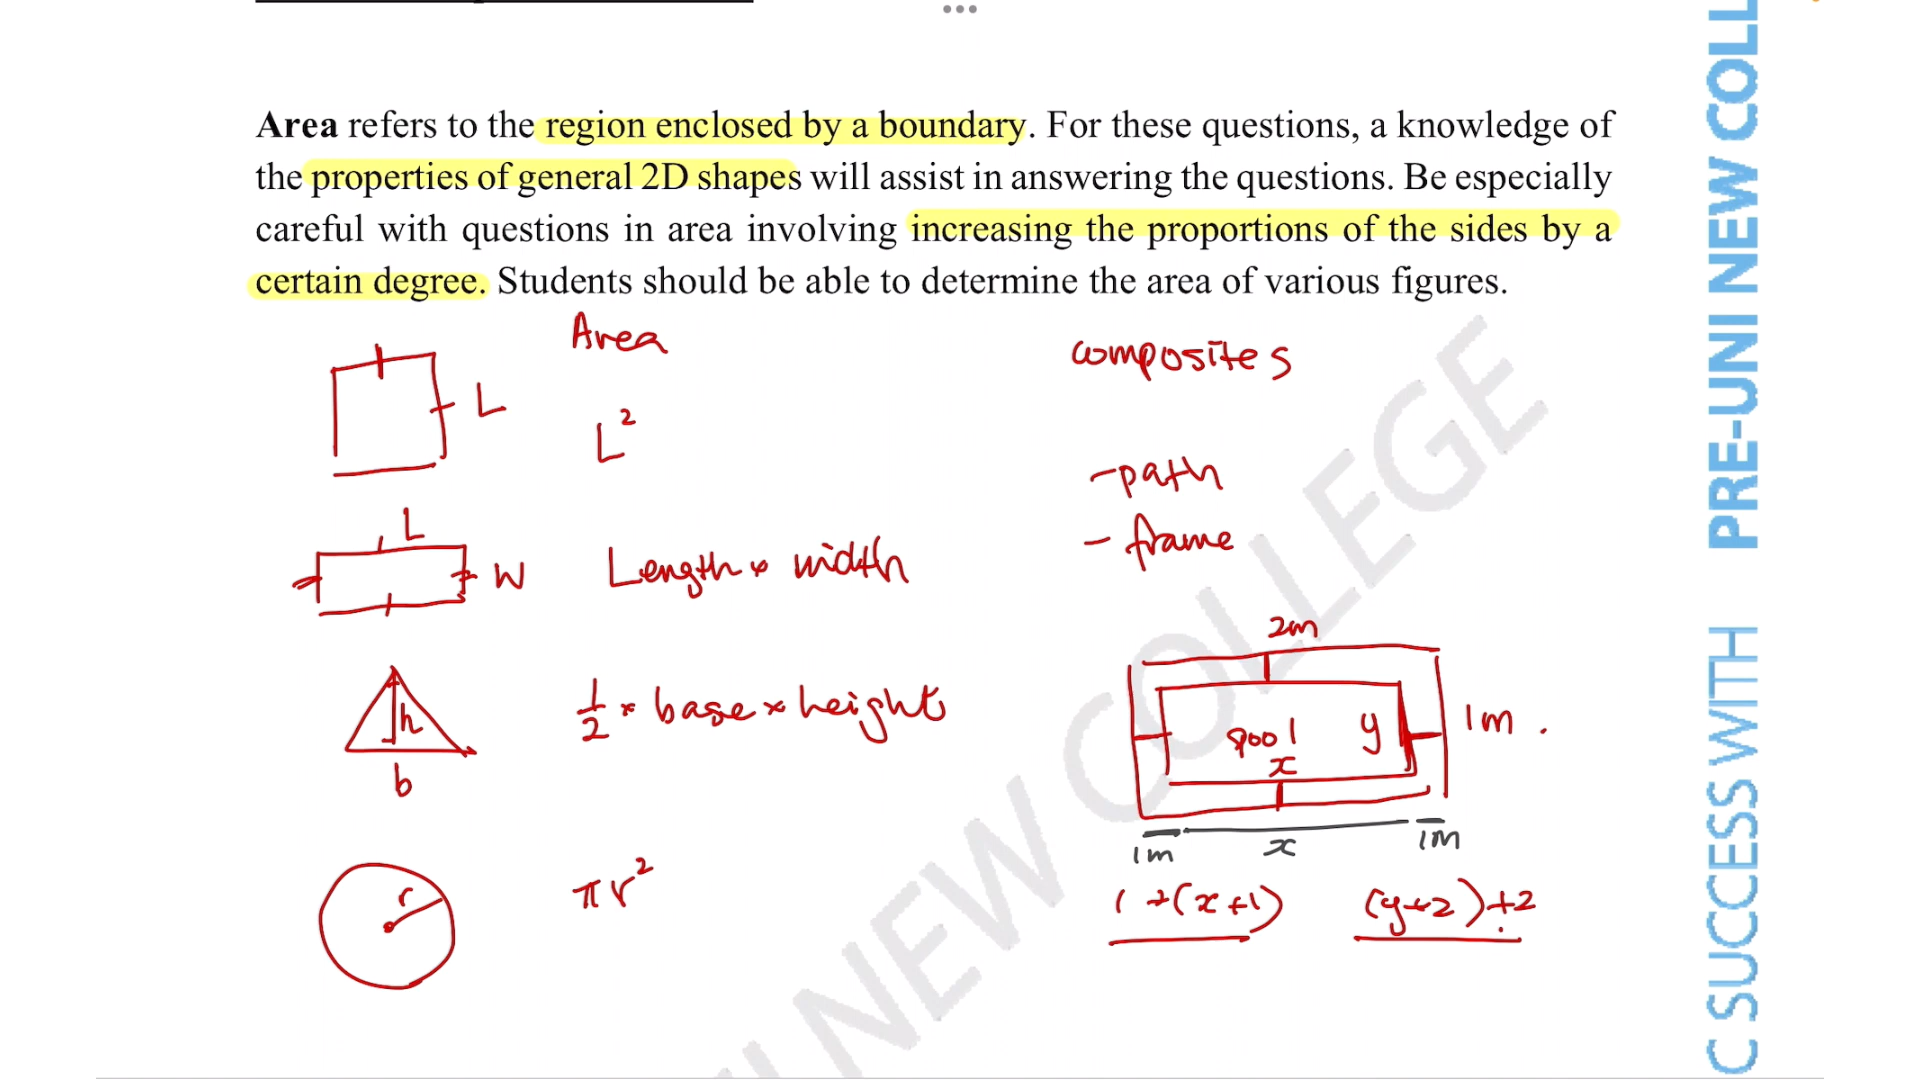 Area refers to the region enclosed by a boundary. For these questions, a knowledge of
the properties of general 2D shapes will assist in answering the questions. Be especially
careful with questions in area involving increasing the proportions of the sides by a
certain degree. Students should be able to determine the area of various figures.
Area
L
L²
L
W
Length × width
h
b
1/2 × base × height
r
πr²
composites
-path
- frame
2m
pool
y
x
1m
1m
x
1m
1+(x+1)
(y+2)+2
C SUCCESS WITH PRE-UNI NEW COLL
I NEW COLLEGE